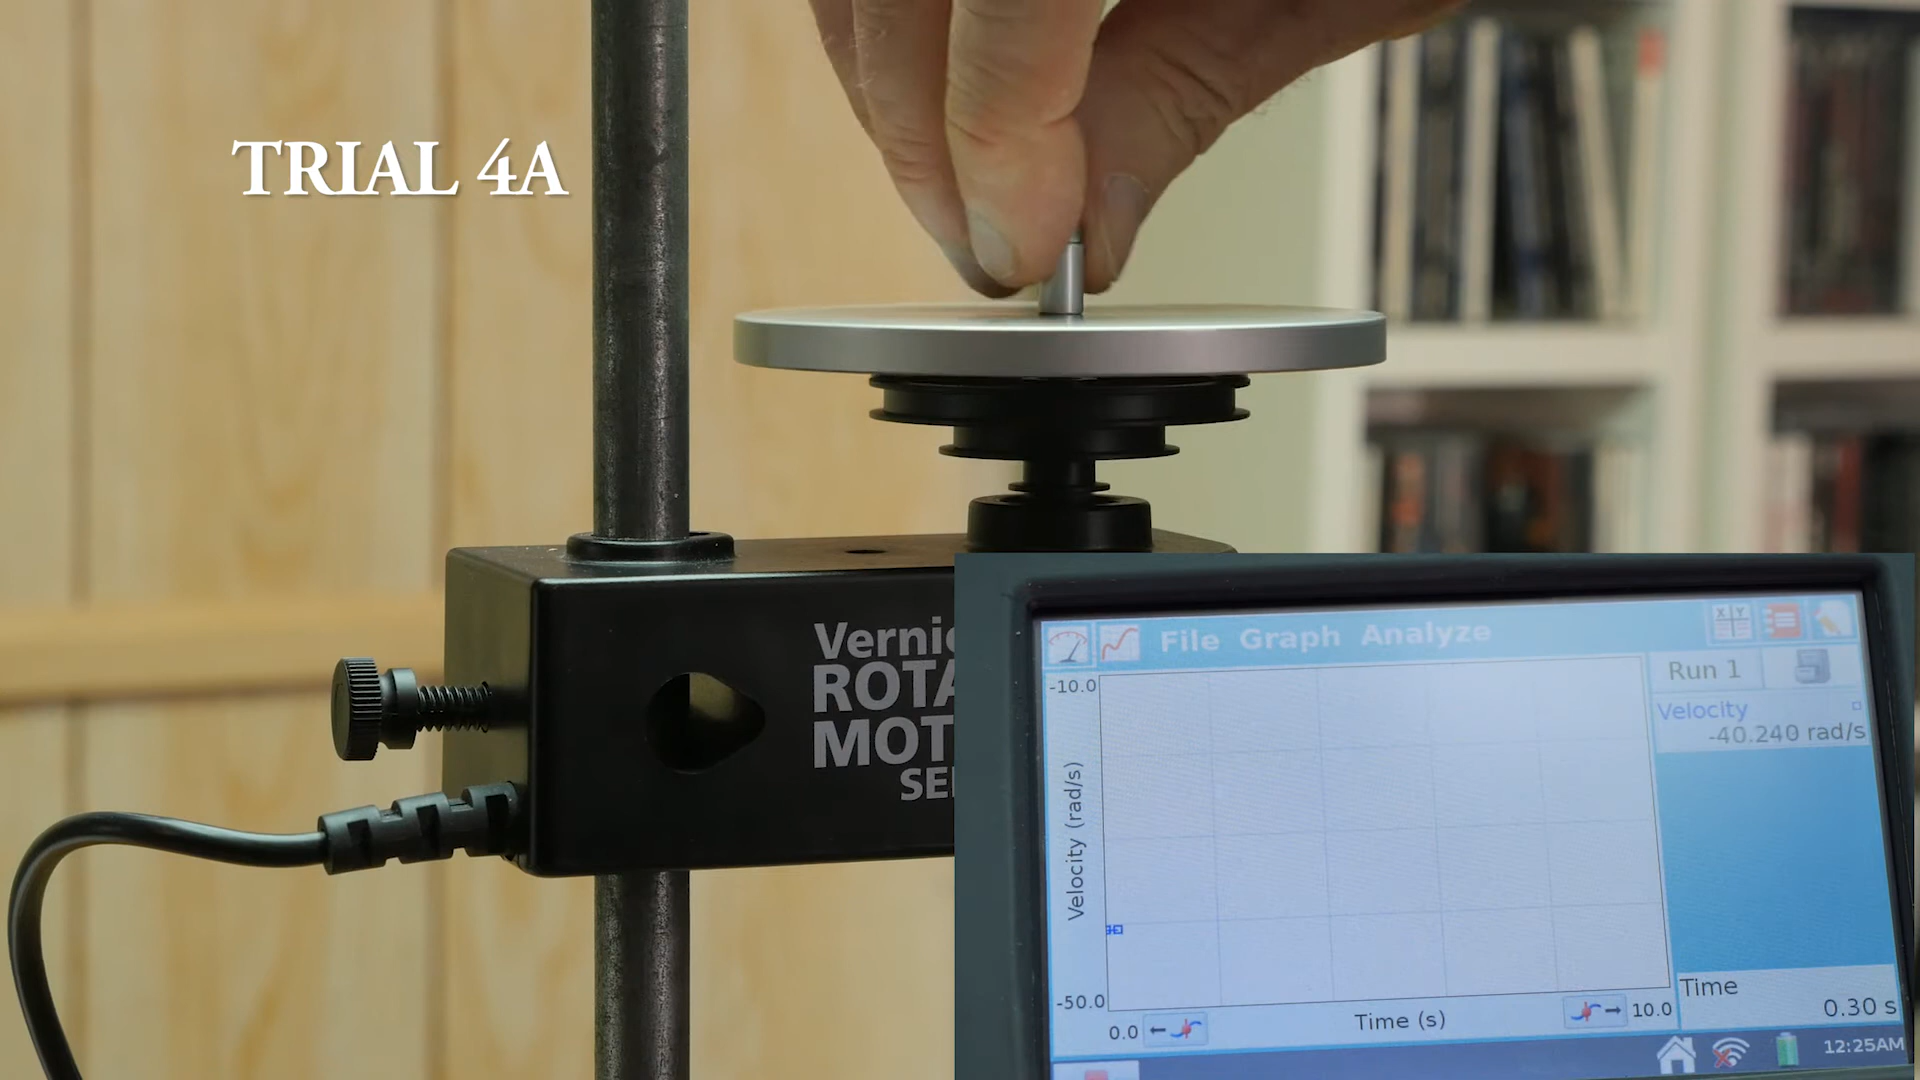 TRIAL 4A
Vernie
ROTA
MOT
SE
File Graph Analyze
X Y
Run 1
-10.0
Velocity
-40.240 rad/s
Velocity (rad/s)
-50.0
0.0
Time (s)
10.0
Time
0.30 s
12:25AM